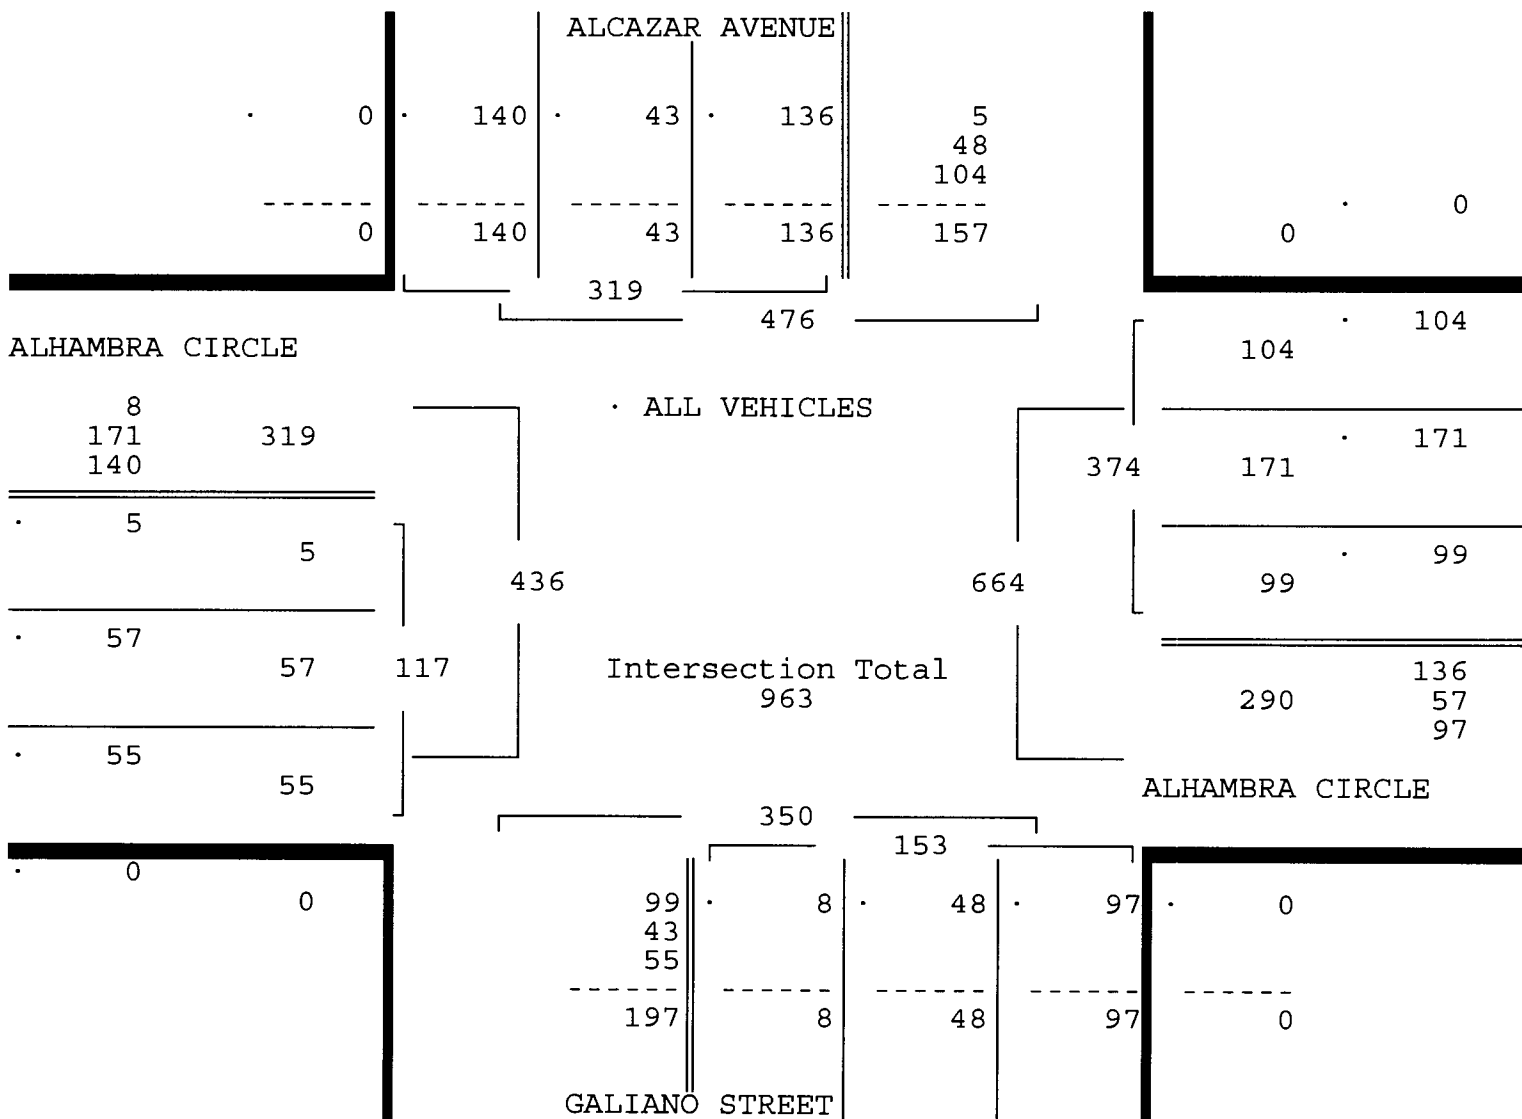 ALCAZAR AVENUE
· 0 · 140 · 43 · 136 5
48
104
------ ------ ------ ------ ------
· 0
0 140 43 136 157 0
319
476
· 104
104
ALHAMBRA CIRCLE
8 · ALL VEHICLES
171 319 · 171
140 374 171
· 5
5 · 99
436 664 99
· 57
57 117 Intersection Total 136
963 290 57
97
· 55
55 ALHAMBRA CIRCLE
350
153
· 0
0 99 · 8 · 48 · 97 · 0
43
55
------ ------ ------ ------ ------
197 8 48 97 0
GALIANO STREET